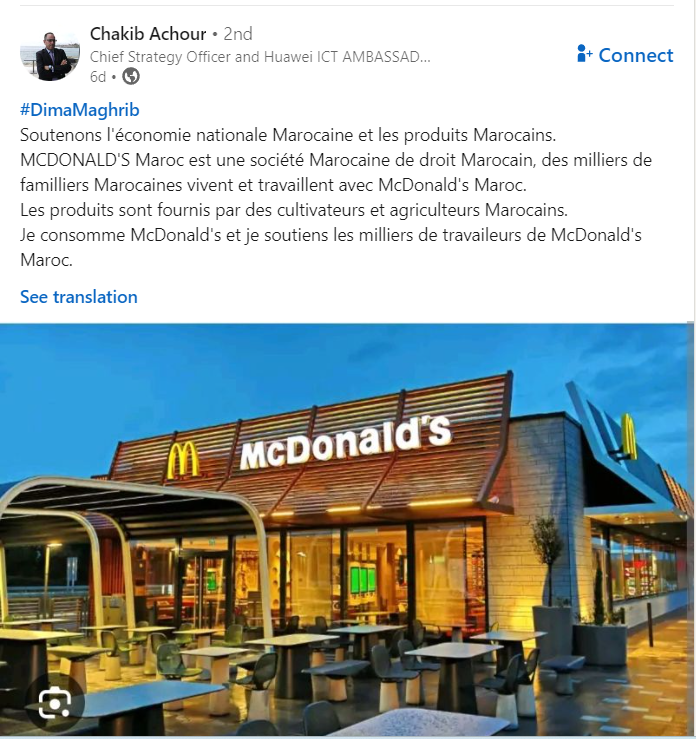 Chakib Achour • 2nd
Chief Strategy Officer and Huawei ICT AMBASSAD...
6d •
Connect
#DimaMaghrib
Soutenons l'économie nationale Marocaine et les produits Marocains.
MCDONALD'S Maroc est une société Marocaine de droit Marocain, des milliers de
familliers Marocaines vivent et travaillent avec McDonald's Maroc.
Les produits sont fournis par des cultivateurs et agriculteurs Marocains.
Je consomme McDonald's et je soutiens les milliers de travaileurs de McDonald's
Maroc.
See translation
McDonald's